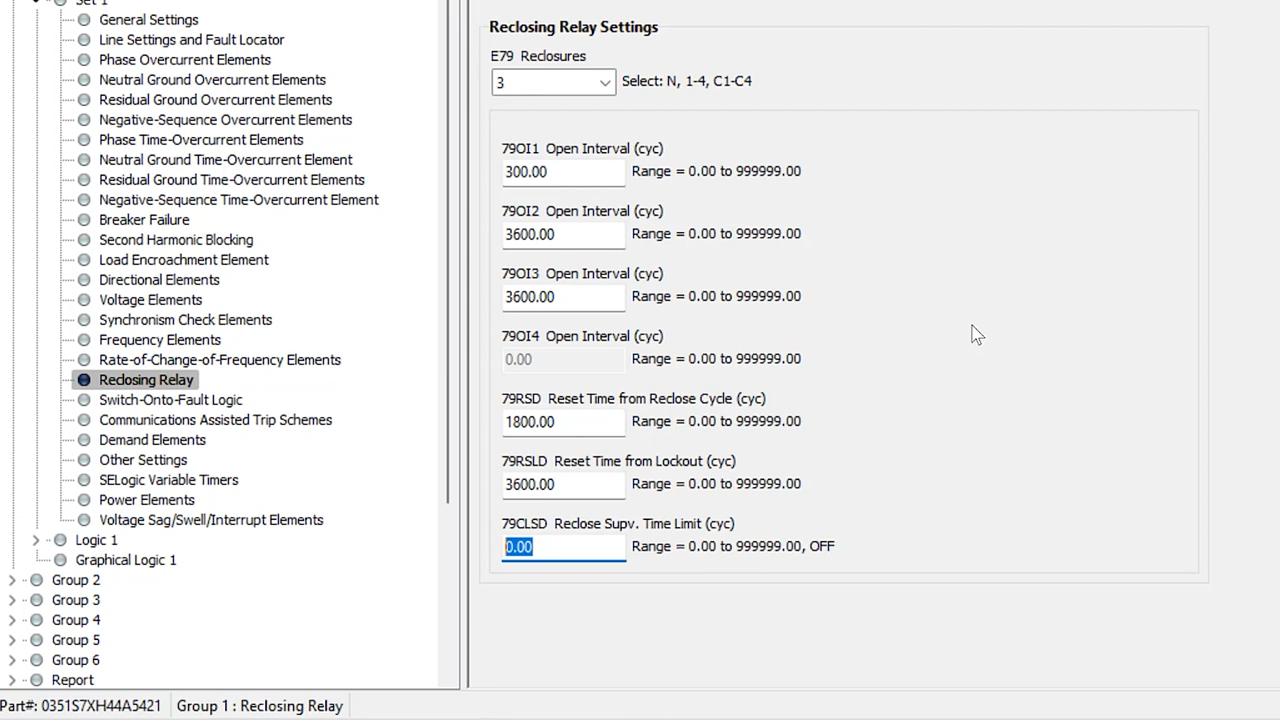 Set 1
General Settings
Line Settings and Fault Locator
Phase Overcurrent Elements
Neutral Ground Overcurrent Elements
Residual Ground Overcurrent Elements
Negative-Sequence Overcurrent Elements
Phase Time-Overcurrent Elements
Neutral Ground Time-Overcurrent Element
Residual Ground Time-Overcurrent Elements
Negative-Sequence Time-Overcurrent Element
Breaker Failure
Second Harmonic Blocking
Load Encroachment Element
Directional Elements
Voltage Elements
Synchronism Check Elements
Frequency Elements
Rate-of-Change-of-Frequency Elements
Reclosing Relay
Switch-Onto-Fault Logic
Communications Assisted Trip Schemes
Demand Elements
Other Settings
SELogic Variable Timers
Power Elements
Voltage Sag/Swell/Interrupt Elements
Logic 1
Graphical Logic 1
Group 2
Group 3
Group 4
Group 5
Group 6
Report
Reclosing Relay Settings
E79 Reclosures
3 Select: N, 1-4, C1-C4
79OI1 Open Interval (cyc)
300.00 Range = 0.00 to 999999.00
79OI2 Open Interval (cyc)
3600.00 Range = 0.00 to 999999.00
79OI3 Open Interval (cyc)
3600.00 Range = 0.00 to 999999.00
79OI4 Open Interval (cyc)
0.00 Range = 0.00 to 999999.00
79RSD Reset Time from Reclose Cycle (cyc)
1800.00 Range = 0.00 to 999999.00
79RSLD Reset Time from Lockout (cyc)
3600.00 Range = 0.00 to 999999.00
79CLSD Reclose Supv. Time Limit (cyc)
0.00 Range = 0.00 to 999999.00, OFF
Part#: 0351S7XH44A5421 Group 1 : Reclosing Relay